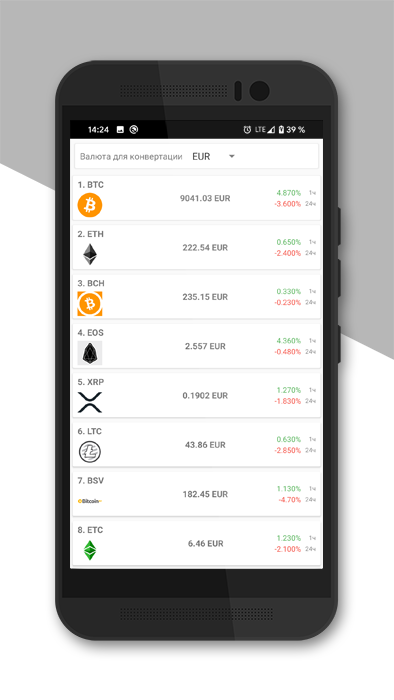 14:24 LTE 39 %
Валюта для конвертации EUR
1. BTC
9041.03 EUR
4.870% 1ч
-3.600% 24ч
2. ETH
222.54 EUR
0.650% 1ч
-2.400% 24ч
3. BCH
235.15 EUR
0.330% 1ч
-0.230% 24ч
4. EOS
2.557 EUR
4.360% 1ч
-0.480% 24ч
5. XRP
0.1902 EUR
1.270% 1ч
-1.830% 24ч
6. LTC
43.86 EUR
0.630% 1ч
-2.850% 24ч
7. BSV
Bitcoin
182.45 EUR
1.130% 1ч
-4.70% 24ч
8. ETC
6.46 EUR
1.230% 1ч
-2.100% 24ч